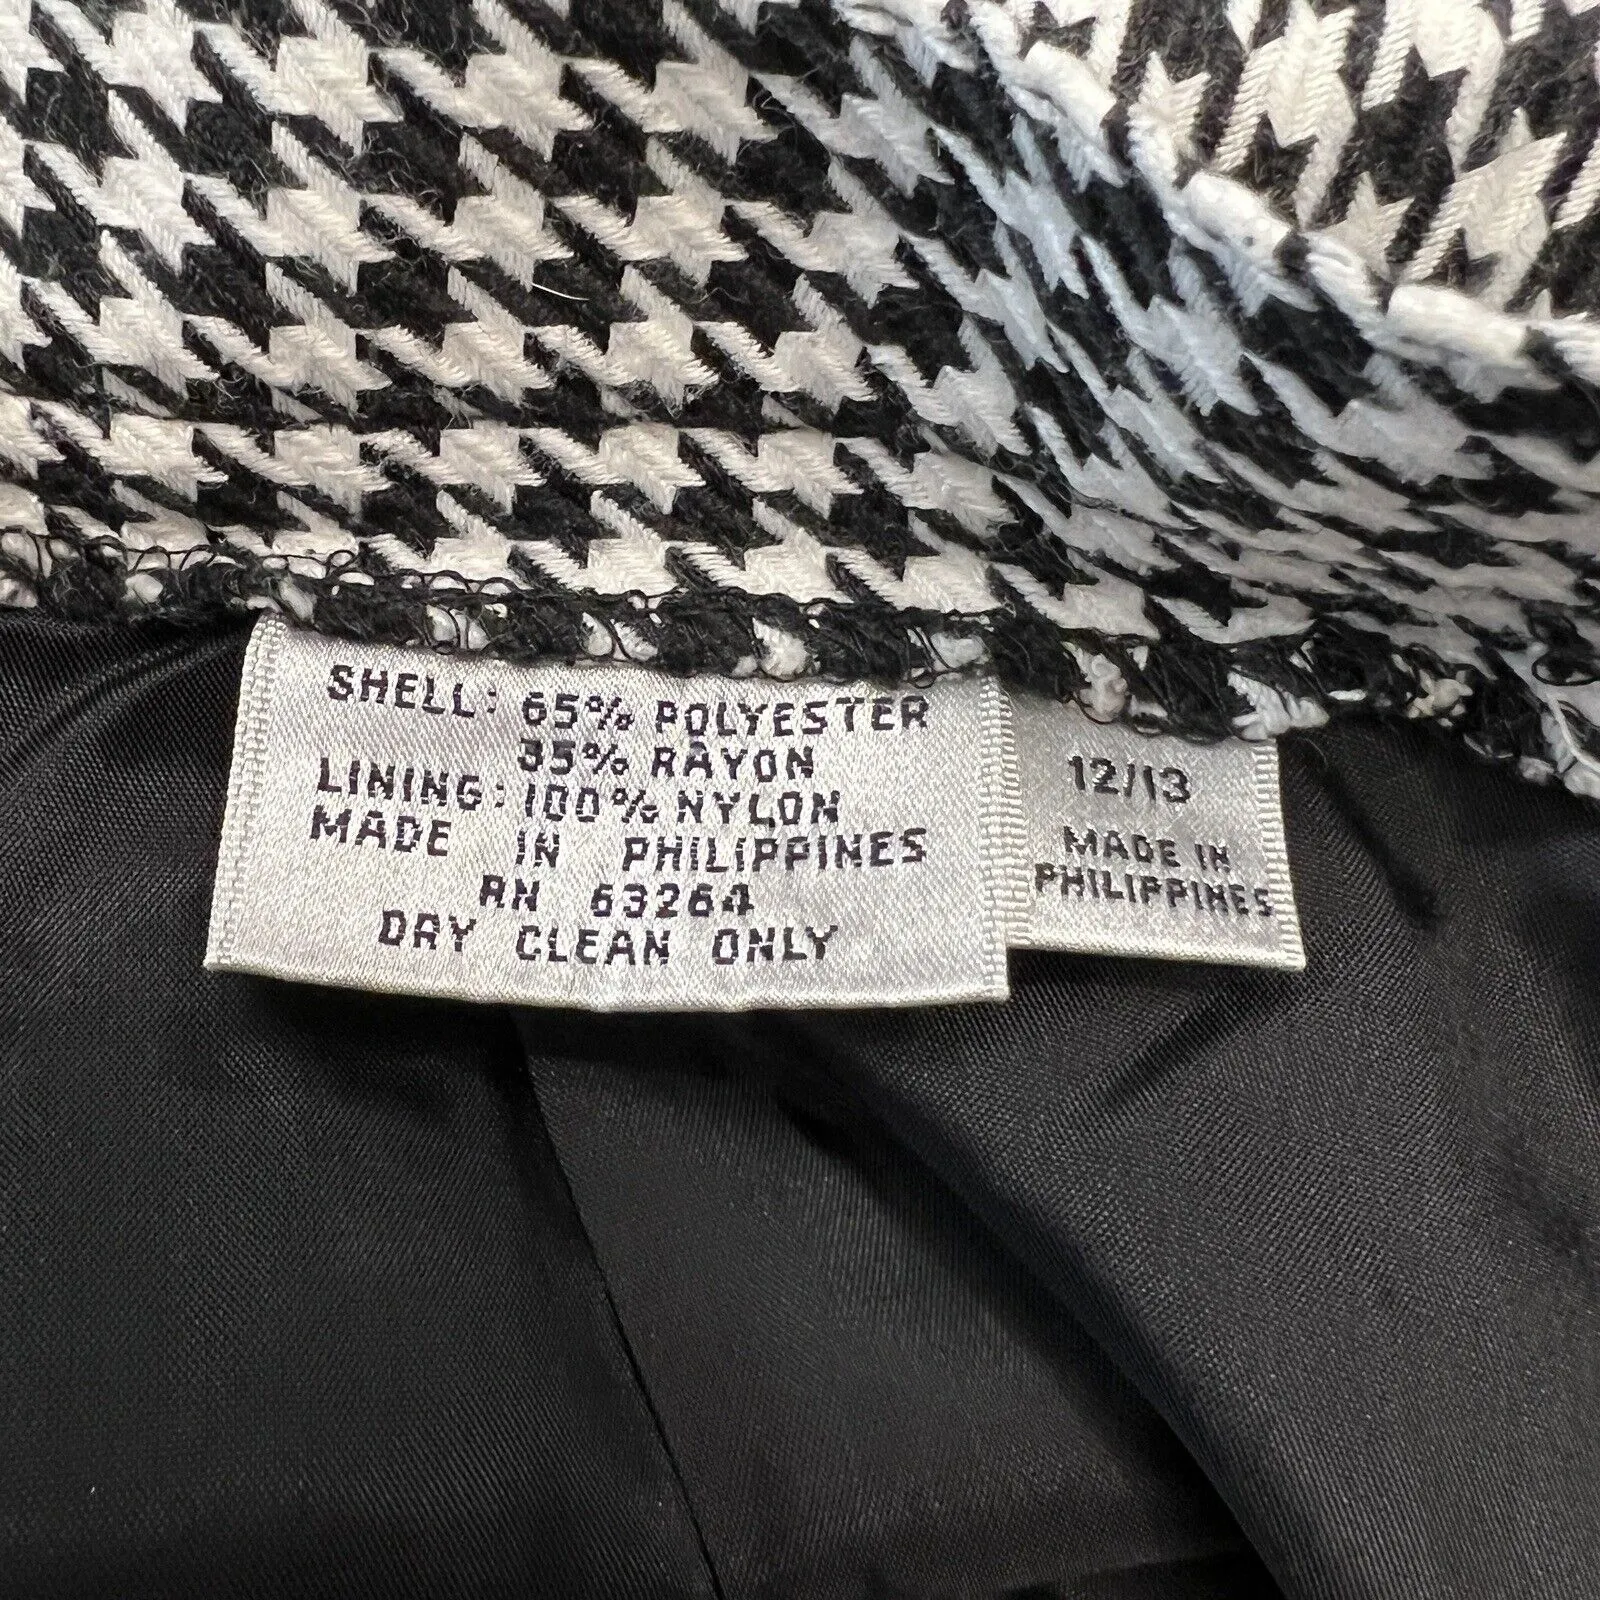 SHELL: 65% POLYESTER
35% RAYON
LINING: 100% NYLON
MADE IN PHILIPPINES
RN 63264
DRY CLEAN ONLY
12/13
MADE IN
PHILIPPINES